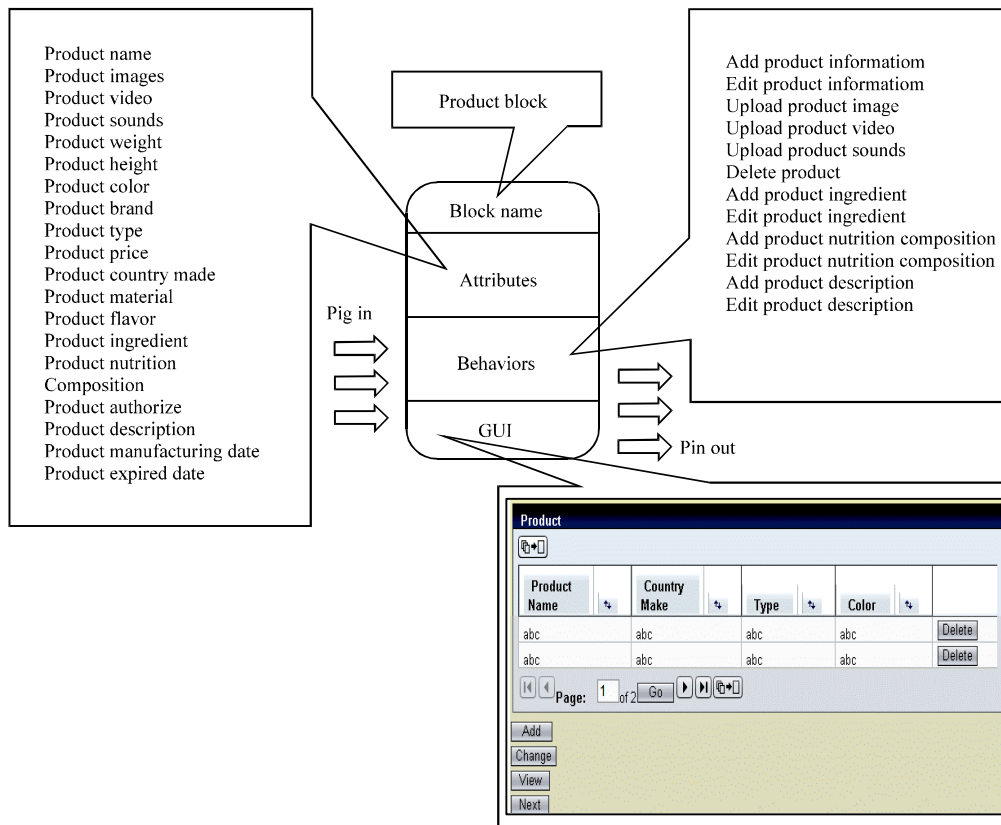 Product name
Product images
Product video
Product sounds
Product weight
Product height
Product color
Product brand
Product type
Product price
Product country made
Product material
Product flavor
Product ingredient
Product nutrition
Composition
Product authorize
Product description
Product manufacturing date
Product expired date
Product block
Block name
Attributes
Behaviors
GUI
Pig in
Pin out
Add product informatiom
Edit product informatiom
Upload product image
Upload product video
Upload product sounds
Delete product
Add product ingredient
Edit product ingredient
Add product nutrition composition
Edit product nutrition composition
Add product description
Edit product description
Product
Product Name Country Make Type Color
abc abc abc abc Delete
abc abc abc abc Delete
Page: 1 of 2 Go
Add
Change
View
Next